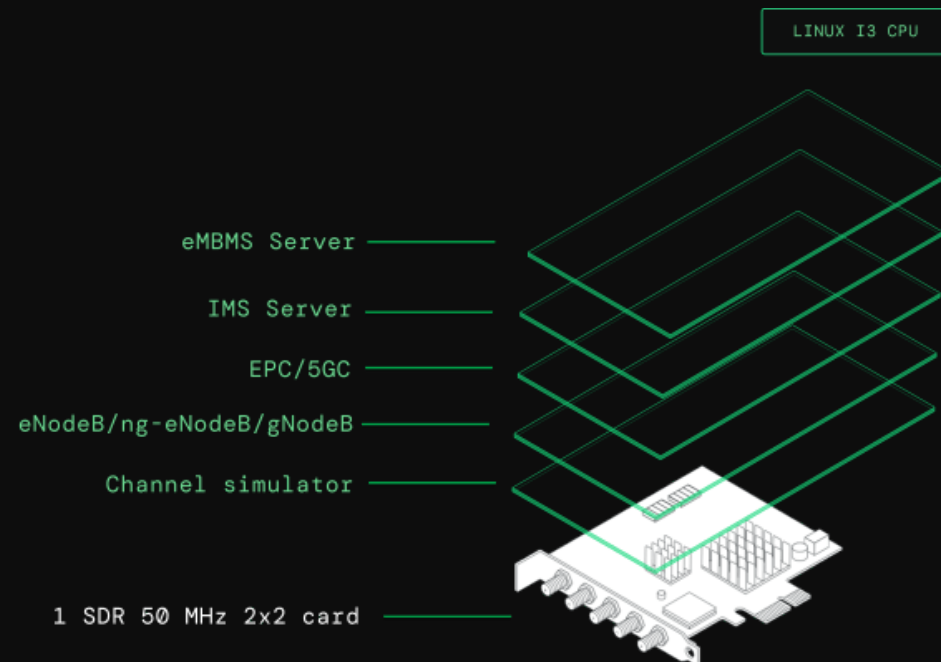 LINUX I3 CPU
eMBMS Server
IMS Server
EPC/5GC
eNodeB/ng-eNodeB/gNodeB
Channel simulator
1 SDR 50 MHz 2x2 card